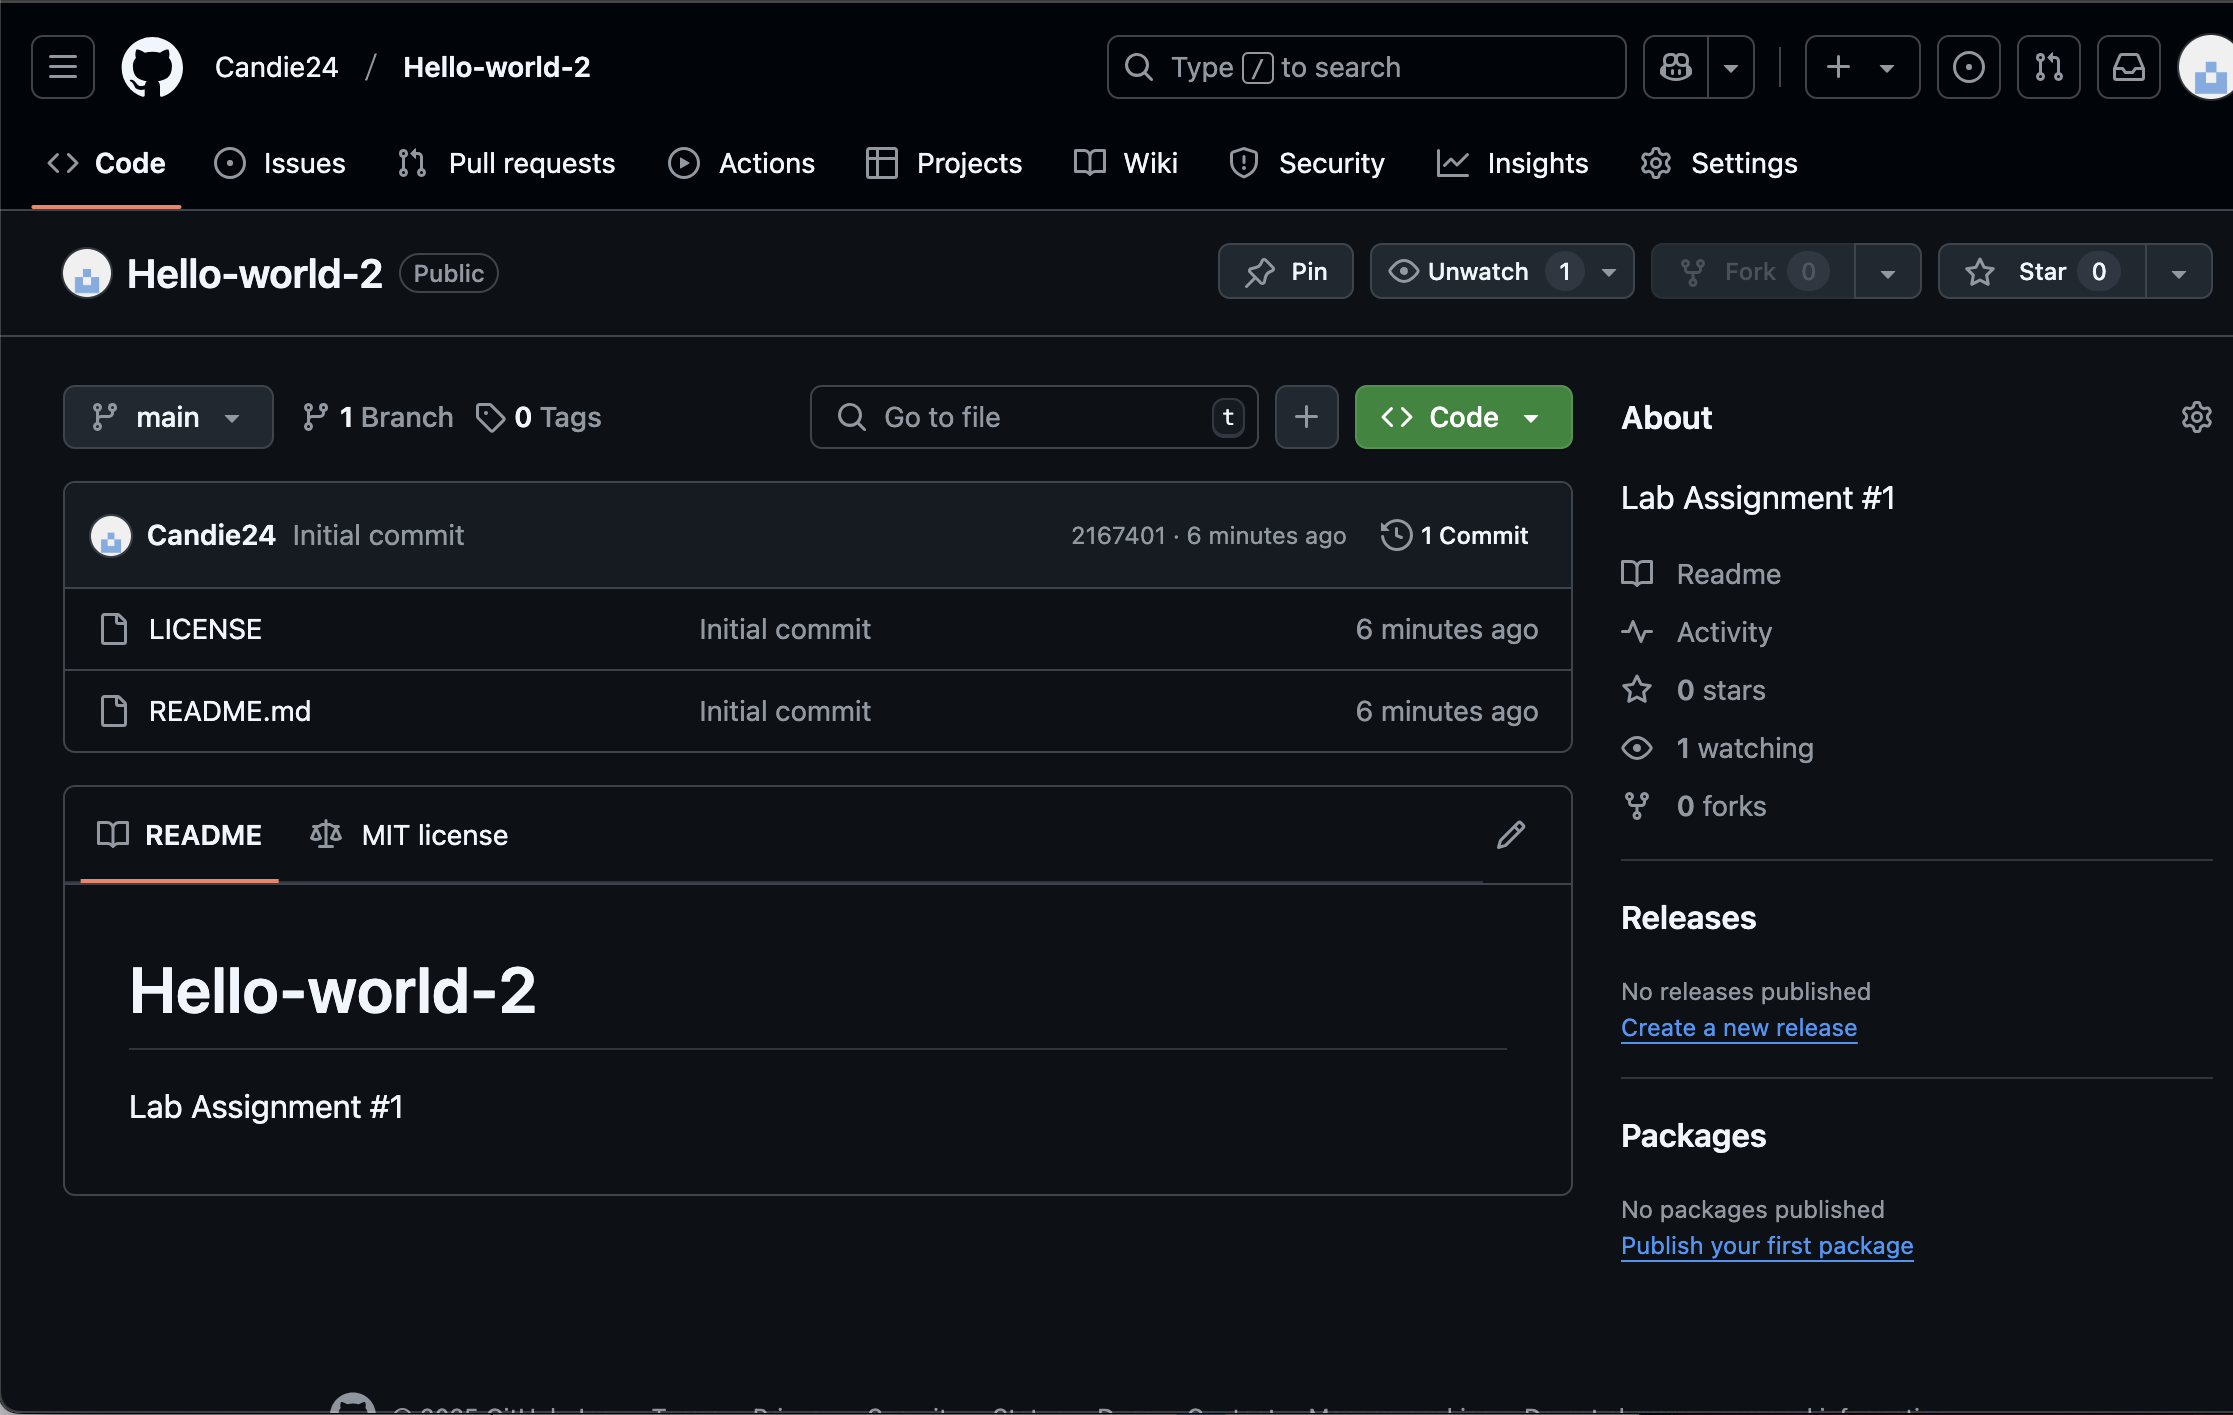 Candie24 / Hello-world-2
Type / to search
Code Issues Pull requests Actions Projects Wiki Security Insights Settings
Hello-world-2 Public
Pin Unwatch 1 Fork 0 Star 0
main 1 Branch 0 Tags Go to file t Code
Candie24 Initial commit 2167401 · 6 minutes ago 1 Commit
LICENSE Initial commit 6 minutes ago
README.md Initial commit 6 minutes ago
README MIT license
Hello-world-2
Lab Assignment #1
About
Lab Assignment #1
Readme
Activity
0 stars
1 watching
0 forks
Releases
No releases published
Create a new release
Packages
No packages published
Publish your first package